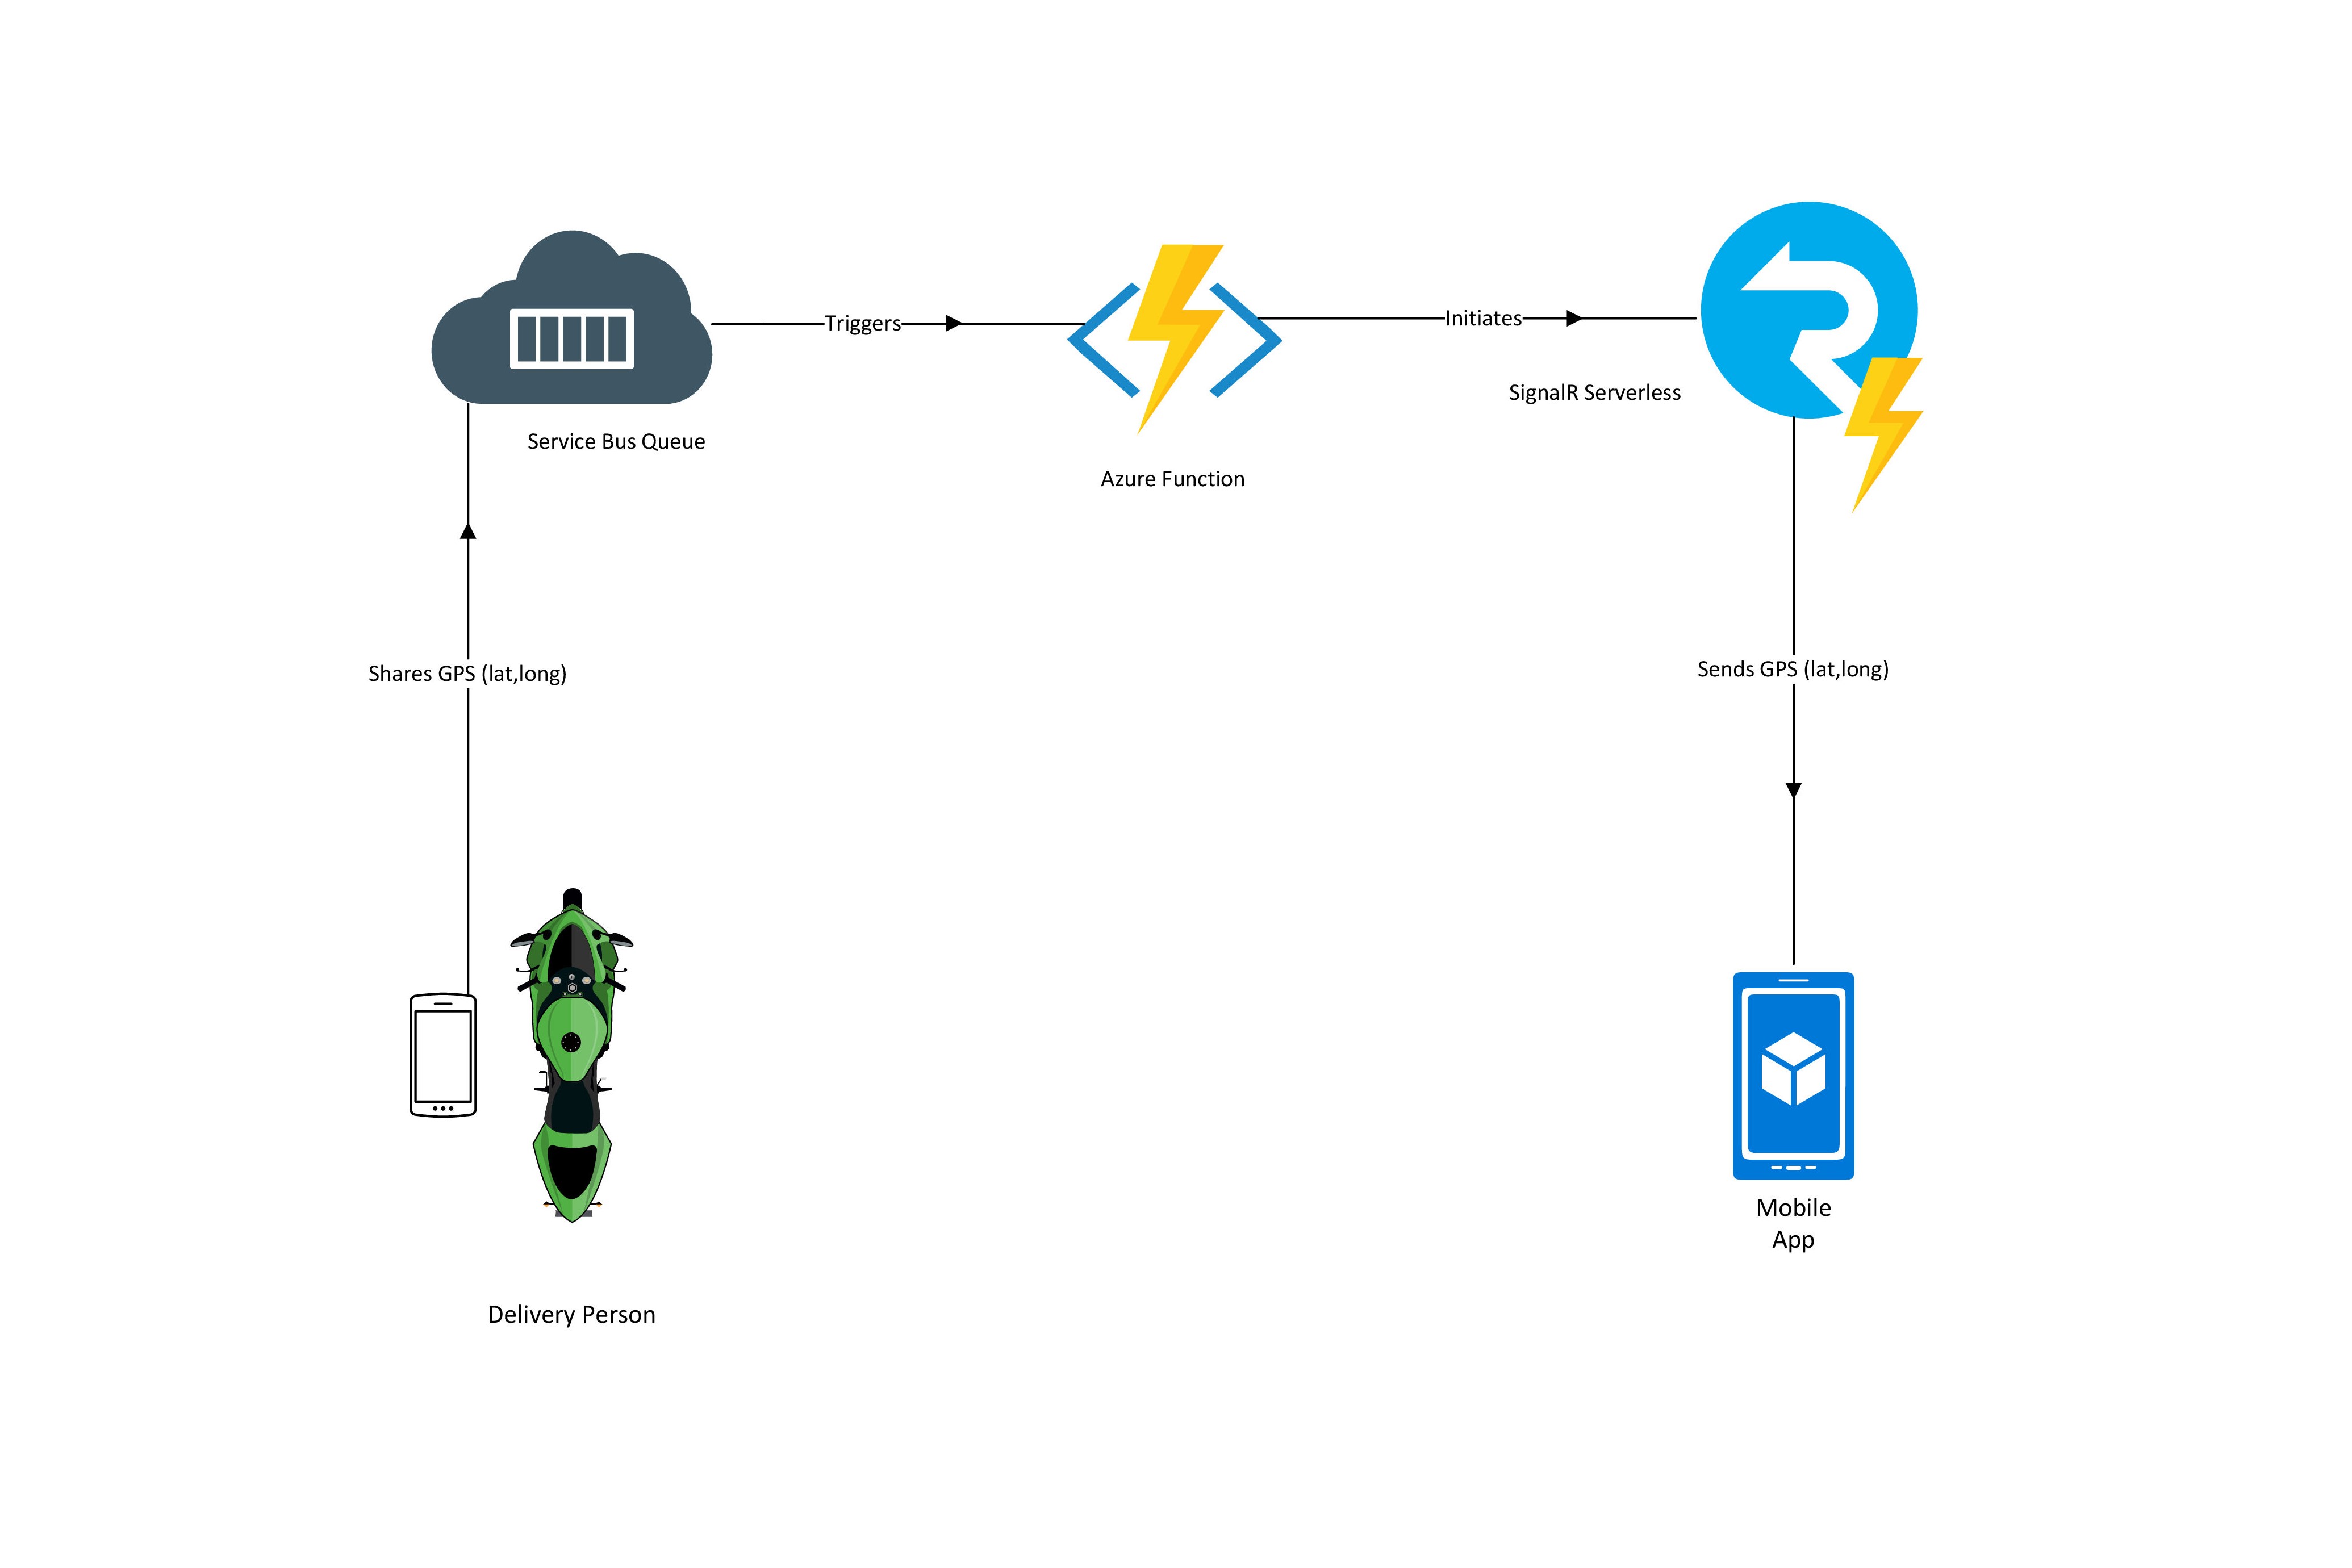 Triggers
Initiates
SignalR Serverless
Service Bus Queue
Azure Function
Shares GPS (lat,long)
Sends GPS (lat,long)
Mobile
App
Delivery Person